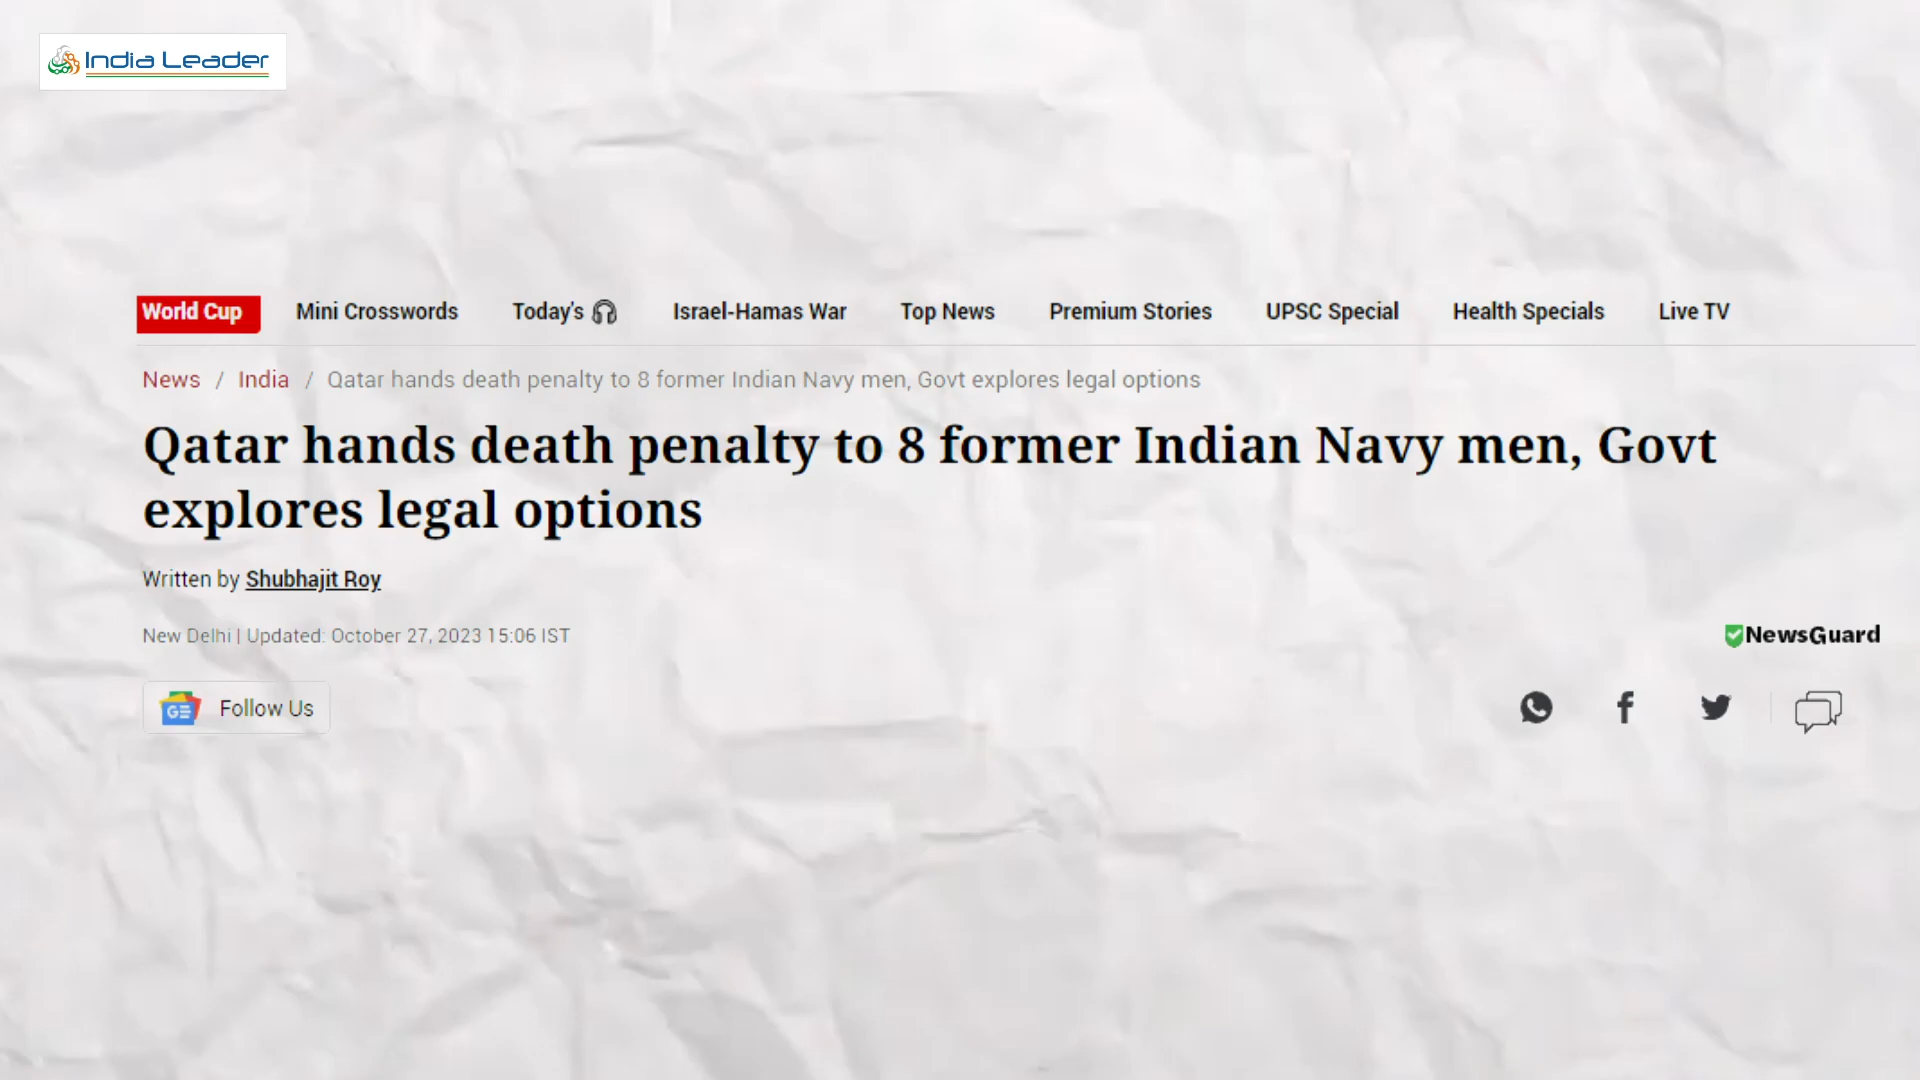 India Leader
World Cup Mini Crosswords Today's Israel-Hamas War Top News Premium Stories UPSC Special Health Specials Live TV
News / India / Qatar hands death penalty to 8 former Indian Navy men, Govt explores legal options
Qatar hands death penalty to 8 former Indian Navy men, Govt
explores legal options
Written by Shubhajit Roy
New Delhi | Updated: October 27, 2023 15:06 IST
NewsGuard
GE Follow Us